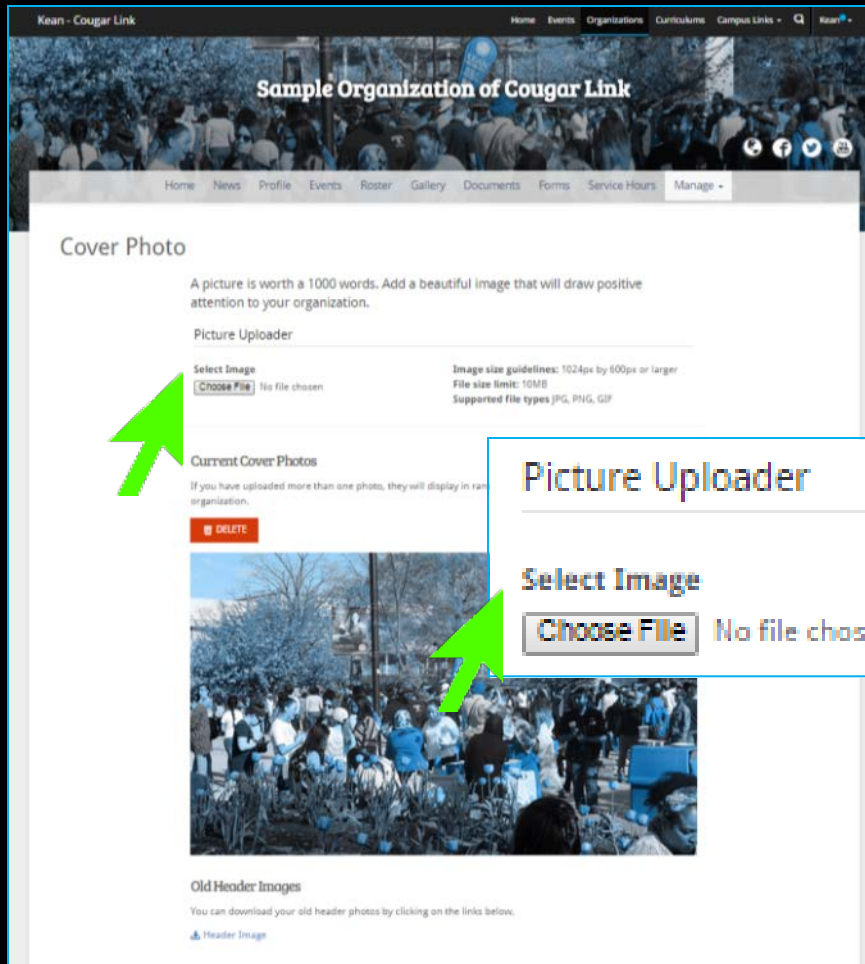 Kean - Cougar Link
Home Events Organizations Curriculums Campus Links Kean
Sample Organization of Cougar Link
Home News Profile Events Roster Gallery Documents Forms Service Hours Manage
Cover Photo
A picture is worth a 1000 words. Add a beautiful image that will draw positive
attention to your organization.
Picture Uploader
Select Image
Choose File No file chosen
Image size guidelines: 1024px by 600px or larger
File size limit: 10MB
Supported file types JPG, PNG, GIF
Current Cover Photos
If you have uploaded more than one photo, they will display in ran
organization.
DELETE
Picture Uploader
Select Image
Choose File No file chos
Old Header Images
You can download your old header photos by clicking on the links below.
Header Image